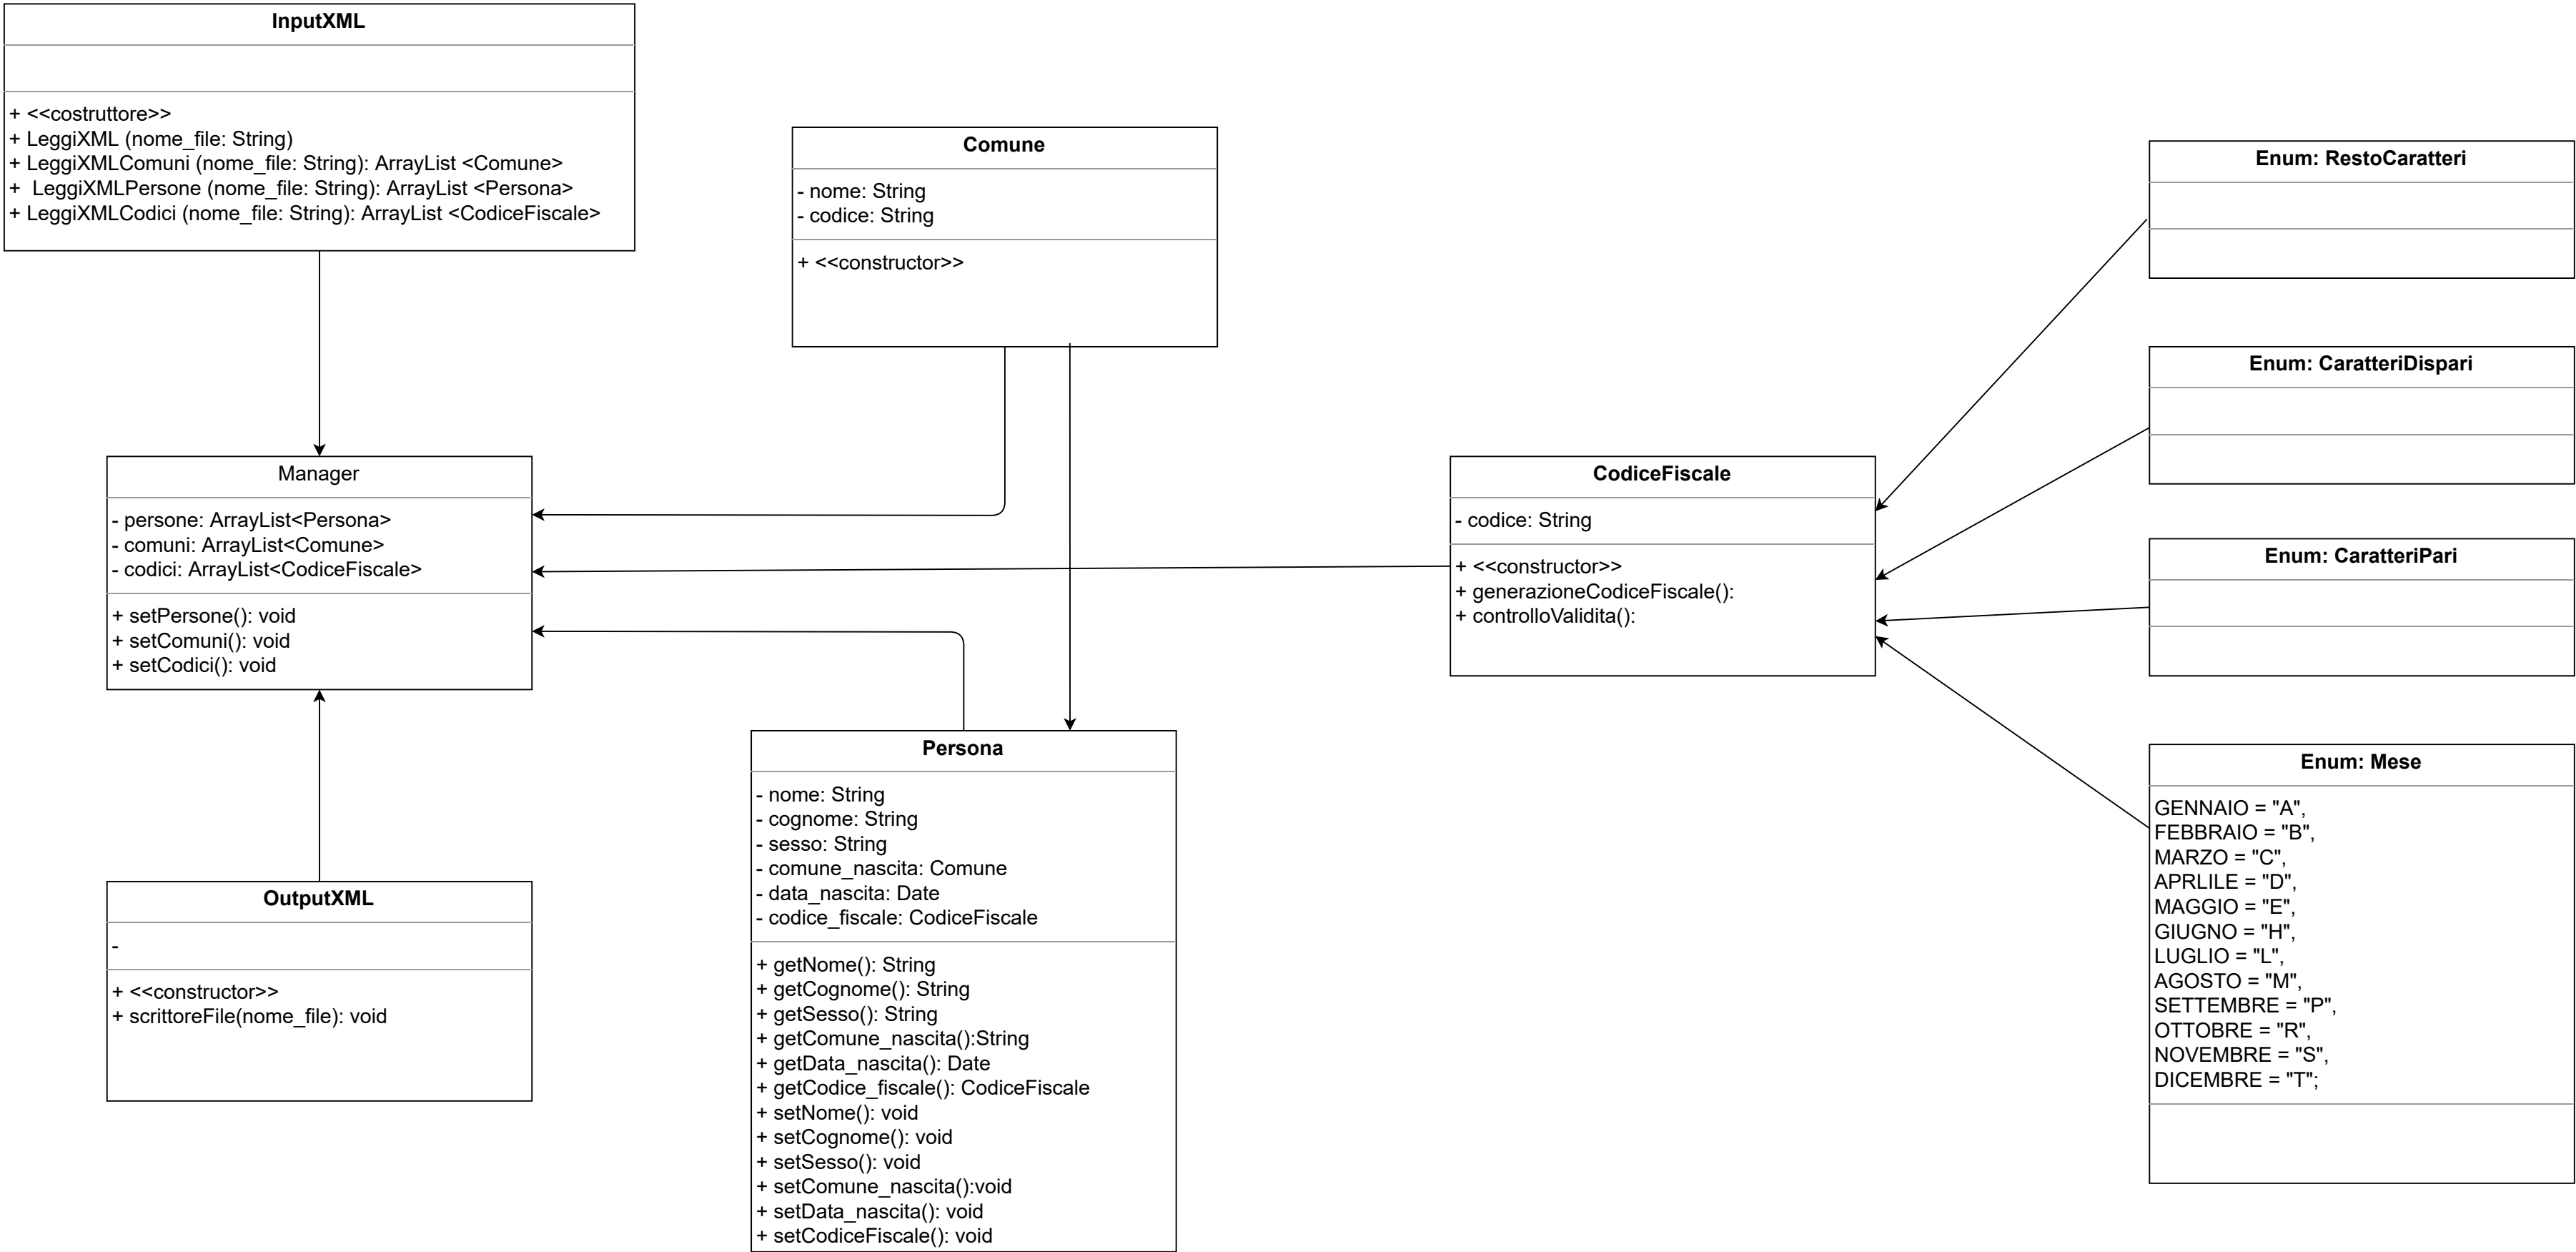 InputXML
+ <<costruttore>>
+ LeggiXML (nome_file: String)
+ LeggiXMLComuni (nome_file: String): ArrayList <Comune>
+  LeggiXMLPersone (nome_file: String): ArrayList <Persona>
+ LeggiXMLCodici (nome_file: String): ArrayList <CodiceFiscale>
Comune
- nome: String
- codice: String
+ <<constructor>>
Enum: RestoCaratteri
Enum: CaratteriDispari
Manager
- persone: ArrayList<Persona>
- comuni: ArrayList<Comune>
- codici: ArrayList<CodiceFiscale>
+ setPersone(): void
+ setComuni(): void
+ setCodici(): void
CodiceFiscale
- codice: String
+ <<constructor>>
+ generazioneCodiceFiscale():
+ controlloValidita():
Enum: CaratteriPari
Persona
- nome: String
- cognome: String
- sesso: String
- comune_nascita: Comune
- data_nascita: Date
- codice_fiscale: CodiceFiscale
+ getNome(): String
+ getCognome(): String
+ getSesso(): String
+ getComune_nascita():String
+ getData_nascita(): Date
+ getCodice_fiscale(): CodiceFiscale
+ setNome(): void
+ setCognome(): void
+ setSesso(): void
+ setComune_nascita():void
+ setData_nascita(): void
+ setCodiceFiscale(): void
Enum: Mese
GENNAIO = "A",
FEBBRAIO = "B",
MARZO = "C",
APRLILE = "D",
MAGGIO = "E",
GIUGNO = "H",
LUGLIO = "L",
AGOSTO = "M",
SETTEMBRE = "P",
OTTOBRE = "R",
NOVEMBRE = "S",
DICEMBRE = "T";
OutputXML
-
+ <<constructor>>
+ scrittoreFile(nome_file): void